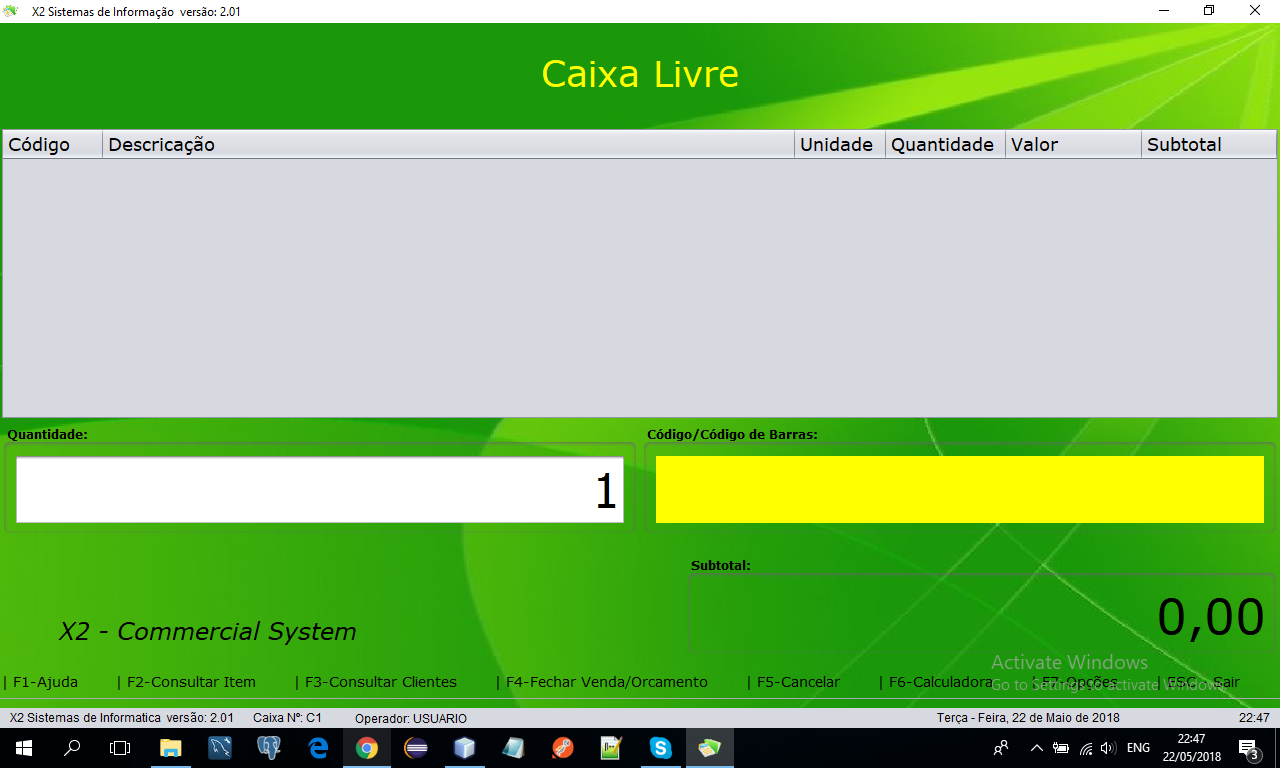 X2 Sistemas de Informação versão: 2.01
Caixa Livre
Código Descricação Unidade Quantidade Valor Subtotal
Quantidade: Código/Código de Barras:
1
Subtotal:
0,00
X2 - Commercial System
Activate Windows
Go to Settings to activate Windows.
| F1-Ajuda | F2-Consultar Item | F3-Consultar Clientes | F4-Fechar Venda/Orcamento | F5-Cancelar | F6-Calculadora | F7-Opções | ESC - Sair
X2 Sistemas de Informatica versão: 2.01 Caixa Nº: C1 Operador: USUARIO Terça - Feira, 22 de Maio de 2018 22:47
ENG
22:47
22/05/2018
3